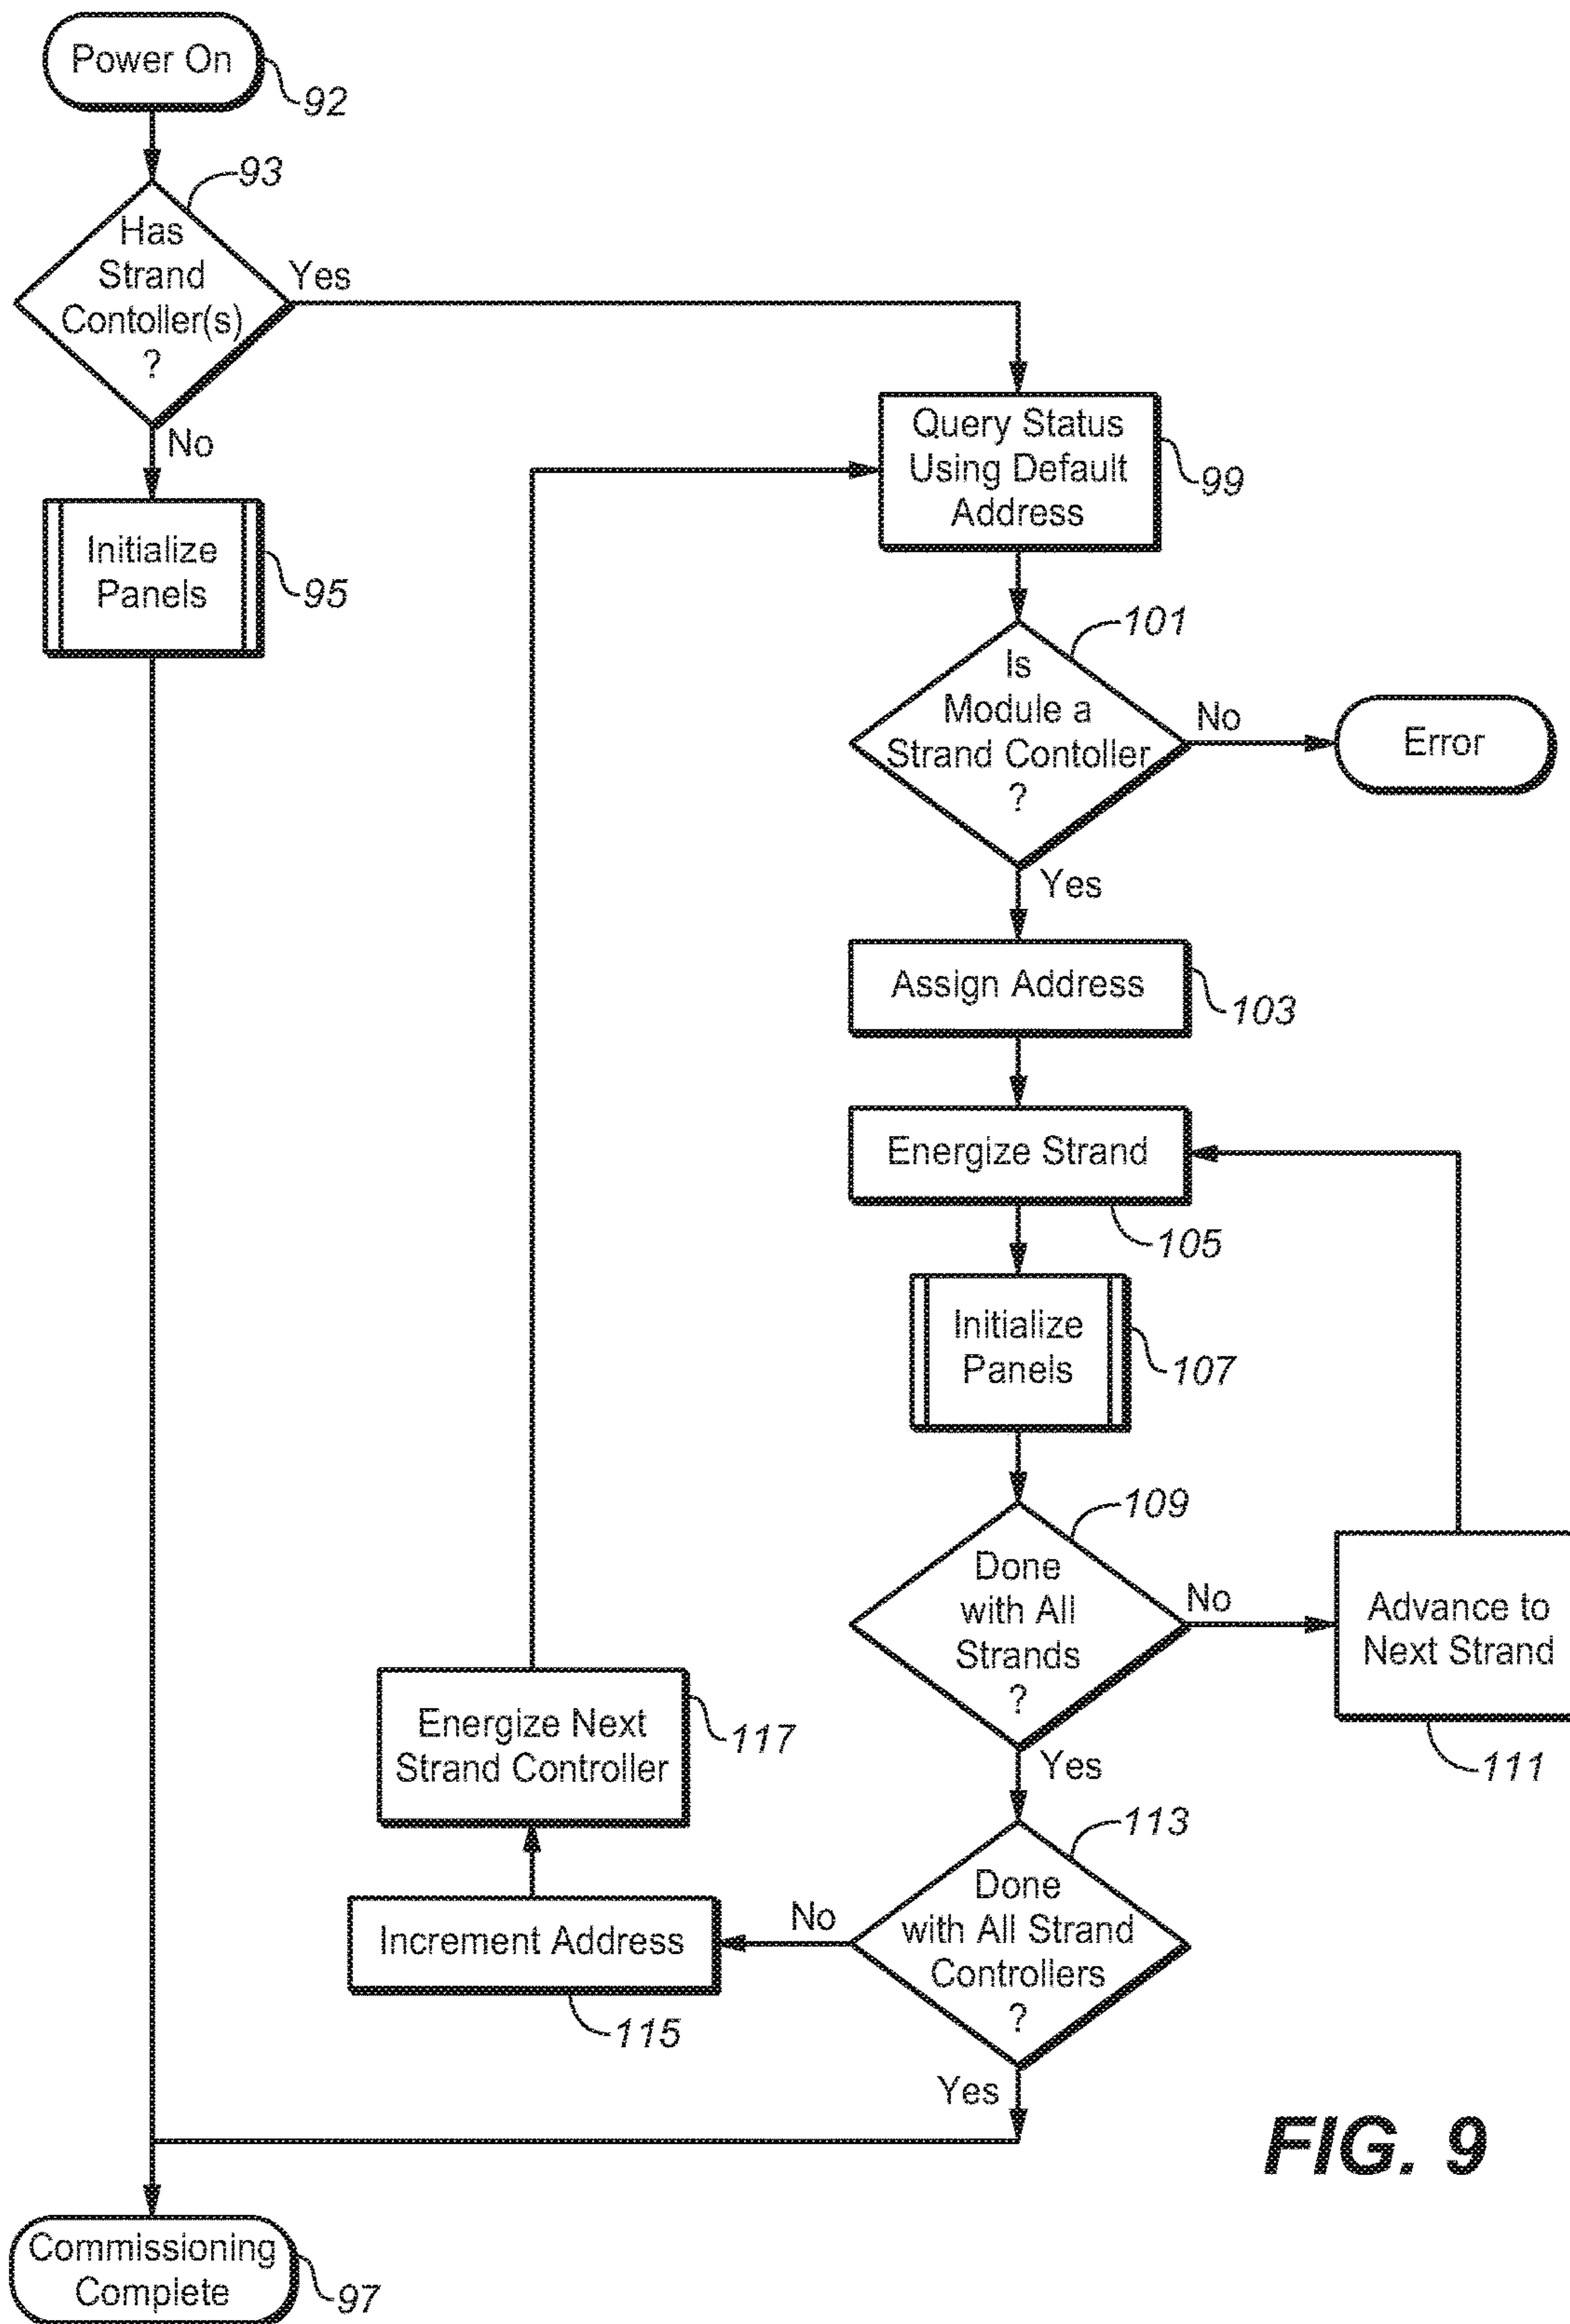 Power On
92
93
Has
Strand
Contoller(s)
?
Yes
No
Initialize
Panels
95
Query Status
Using Default
Address
99
101
Is
Module a
Strand Contoller
?
No
Error
Yes
Assign Address
103
Energize Strand
105
Initialize
Panels
107
109
Done
with All
Strands
?
No
Advance to
Next Strand
111
Yes
113
Done
with All Strand
Controllers
?
No
Increment Address
115
Energize Next
Strand Controller
117
Yes
Commissioning
Complete
97
FIG. 9